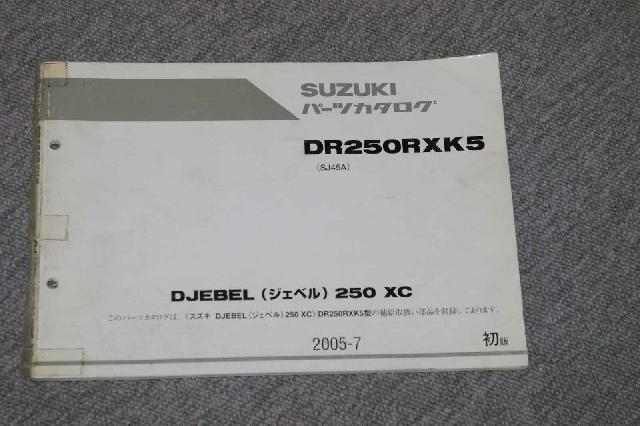 SUZUKI
パーツカタログ
DR250RXK5
(SJ45A)
DJEBEL (ジェベル) 250 XC
このパーツカタログは、(スズキ DJEBEL(ジェベル)250 XC) DR250RXK5型の補給取扱い部品を収録してあります。
2005-7
初版